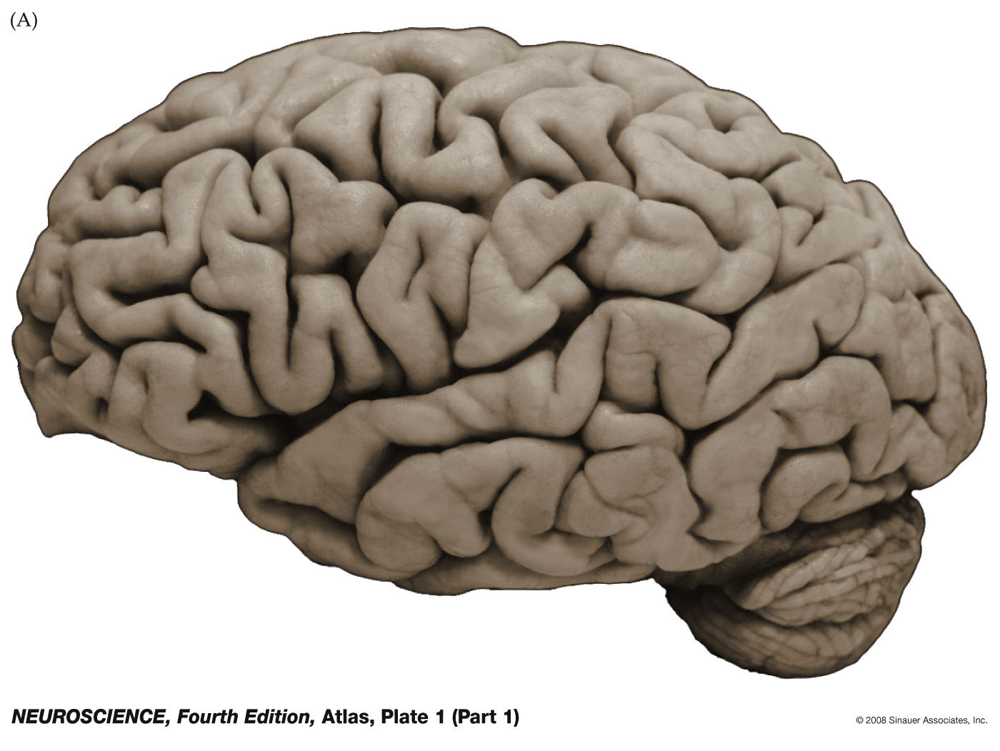 (A)
NEUROSCIENCE, Fourth Edition, Atlas, Plate 1 (Part 1)
© 2008 Sinauer Associates, Inc.